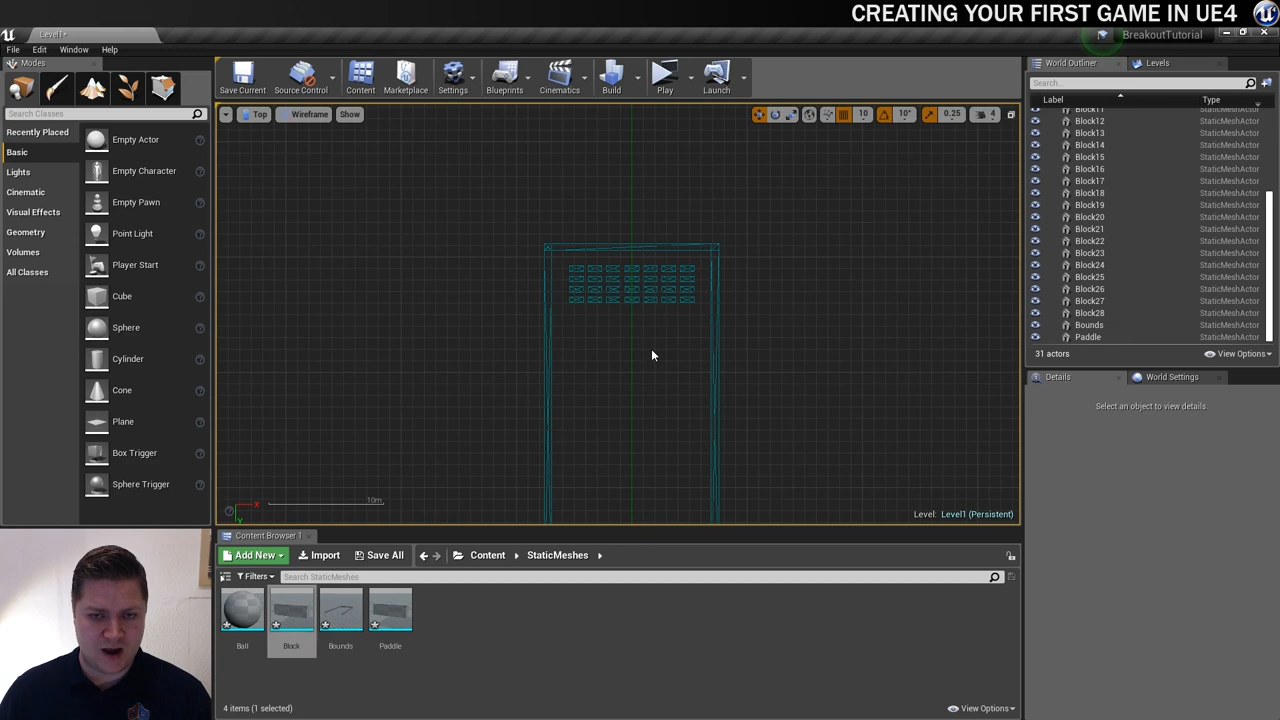 CREATING YOUR FIRST GAME IN UE4
Level1*
BreakoutTutorial
File Edit Window Help
Modes
Search Classes
Recently Placed
Basic
Lights
Cinematic
Visual Effects
Geometry
Volumes
All Classes
Empty Actor
Empty Character
Empty Pawn
Point Light
Player Start
Cube
Sphere
Cylinder
Cone
Plane
Box Trigger
Sphere Trigger
Save Current Source Control Content Marketplace Settings Blueprints Cinematics Build Play Launch
Top Wireframe Show 10 10° 0.25 4
10m
X
Y
Level: Level1 (Persistent)
World Outliner Levels
Search...
Label Type
Block11 StaticMeshActor
Block12 StaticMeshActor
Block13 StaticMeshActor
Block14 StaticMeshActor
Block15 StaticMeshActor
Block16 StaticMeshActor
Block17 StaticMeshActor
Block18 StaticMeshActor
Block19 StaticMeshActor
Block20 StaticMeshActor
Block21 StaticMeshActor
Block22 StaticMeshActor
Block23 StaticMeshActor
Block24 StaticMeshActor
Block25 StaticMeshActor
Block26 StaticMeshActor
Block27 StaticMeshActor
Block28 StaticMeshActor
Bounds StaticMeshActor
Paddle StaticMeshActor
31 actors View Options
Details World Settings
Select an object to view details.
Content Browser 1
Add New Import Save All Content StaticMeshes
Filters Search StaticMeshes
Ball Block Bounds Paddle
4 items (1 selected) View Options